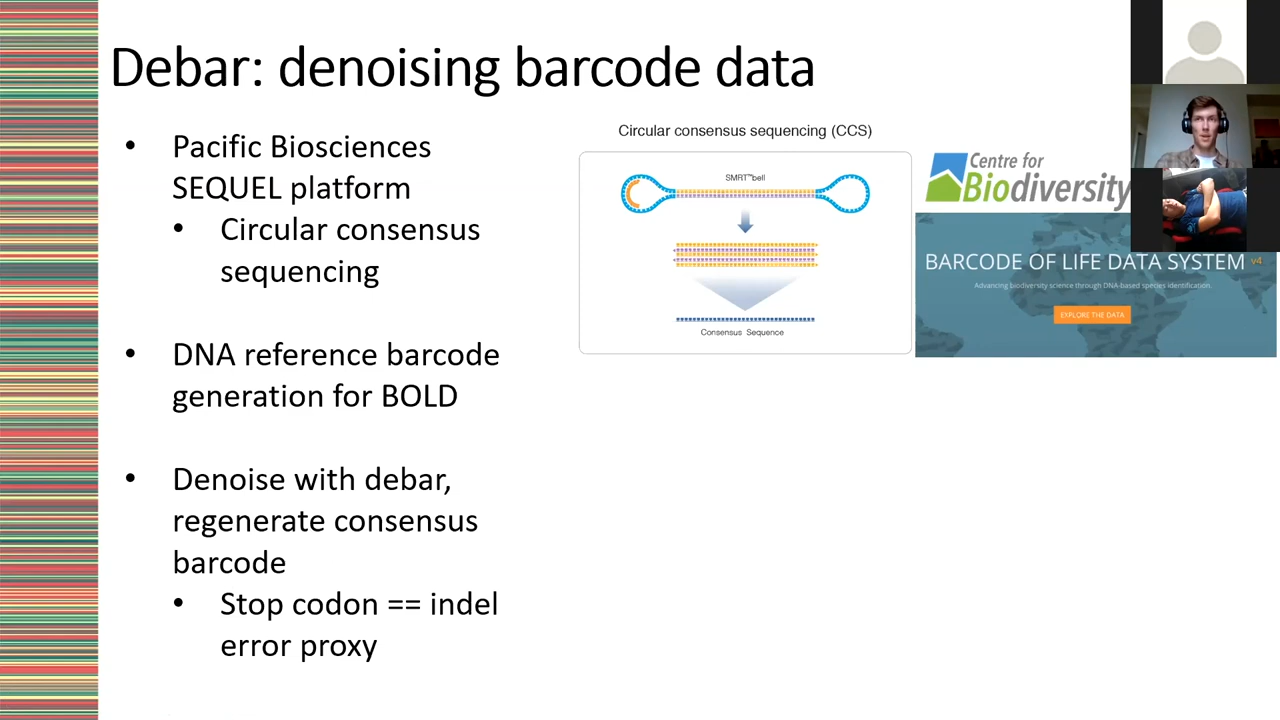 Debar: denoising barcode data
• Pacific Biosciences
SEQUEL platform
• Circular consensus
sequencing
• DNA reference barcode
generation for BOLD
• Denoise with debar,
regenerate consensus
barcode
• Stop codon == indel
error proxy
Circular consensus sequencing (CCS)
SMRT™bell
Consensus Sequence
Centre for
Biodiversity
BARCODE OF LIFE DATA SYSTEM v4
Advancing biodiversity science through DNA-based species identification.
EXPLORE THE DATA